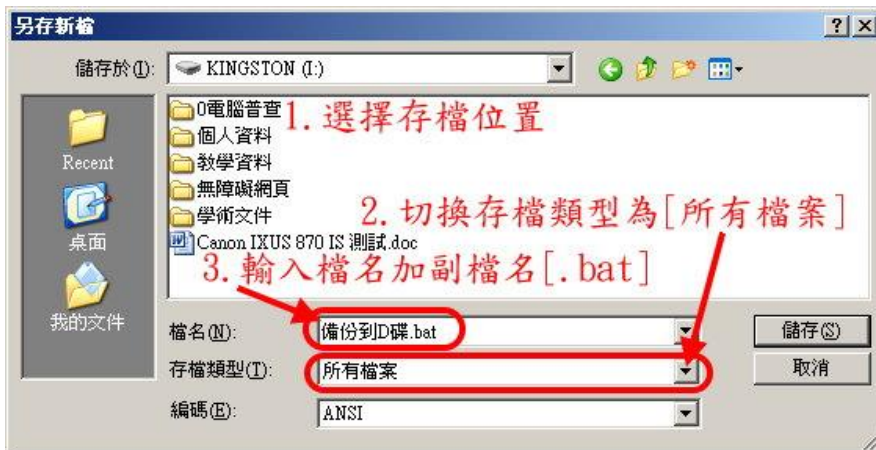 另存新檔
儲存於(I):
KINGSTON (I:)
0電腦普查
1. 選擇存檔位置
個人資料
Recent
教學資料
無障礙網頁
學術文件
2. 切換存檔類型為[所有檔案]
桌面
Canon IXUS 870 IS 測試.doc
3. 輸入檔名加副檔名[.bat]
我的文件
檔名(N):
備份到D碟.bat
儲存(S)
存檔類型(T):
所有檔案
取消
編碼(E):
ANSI